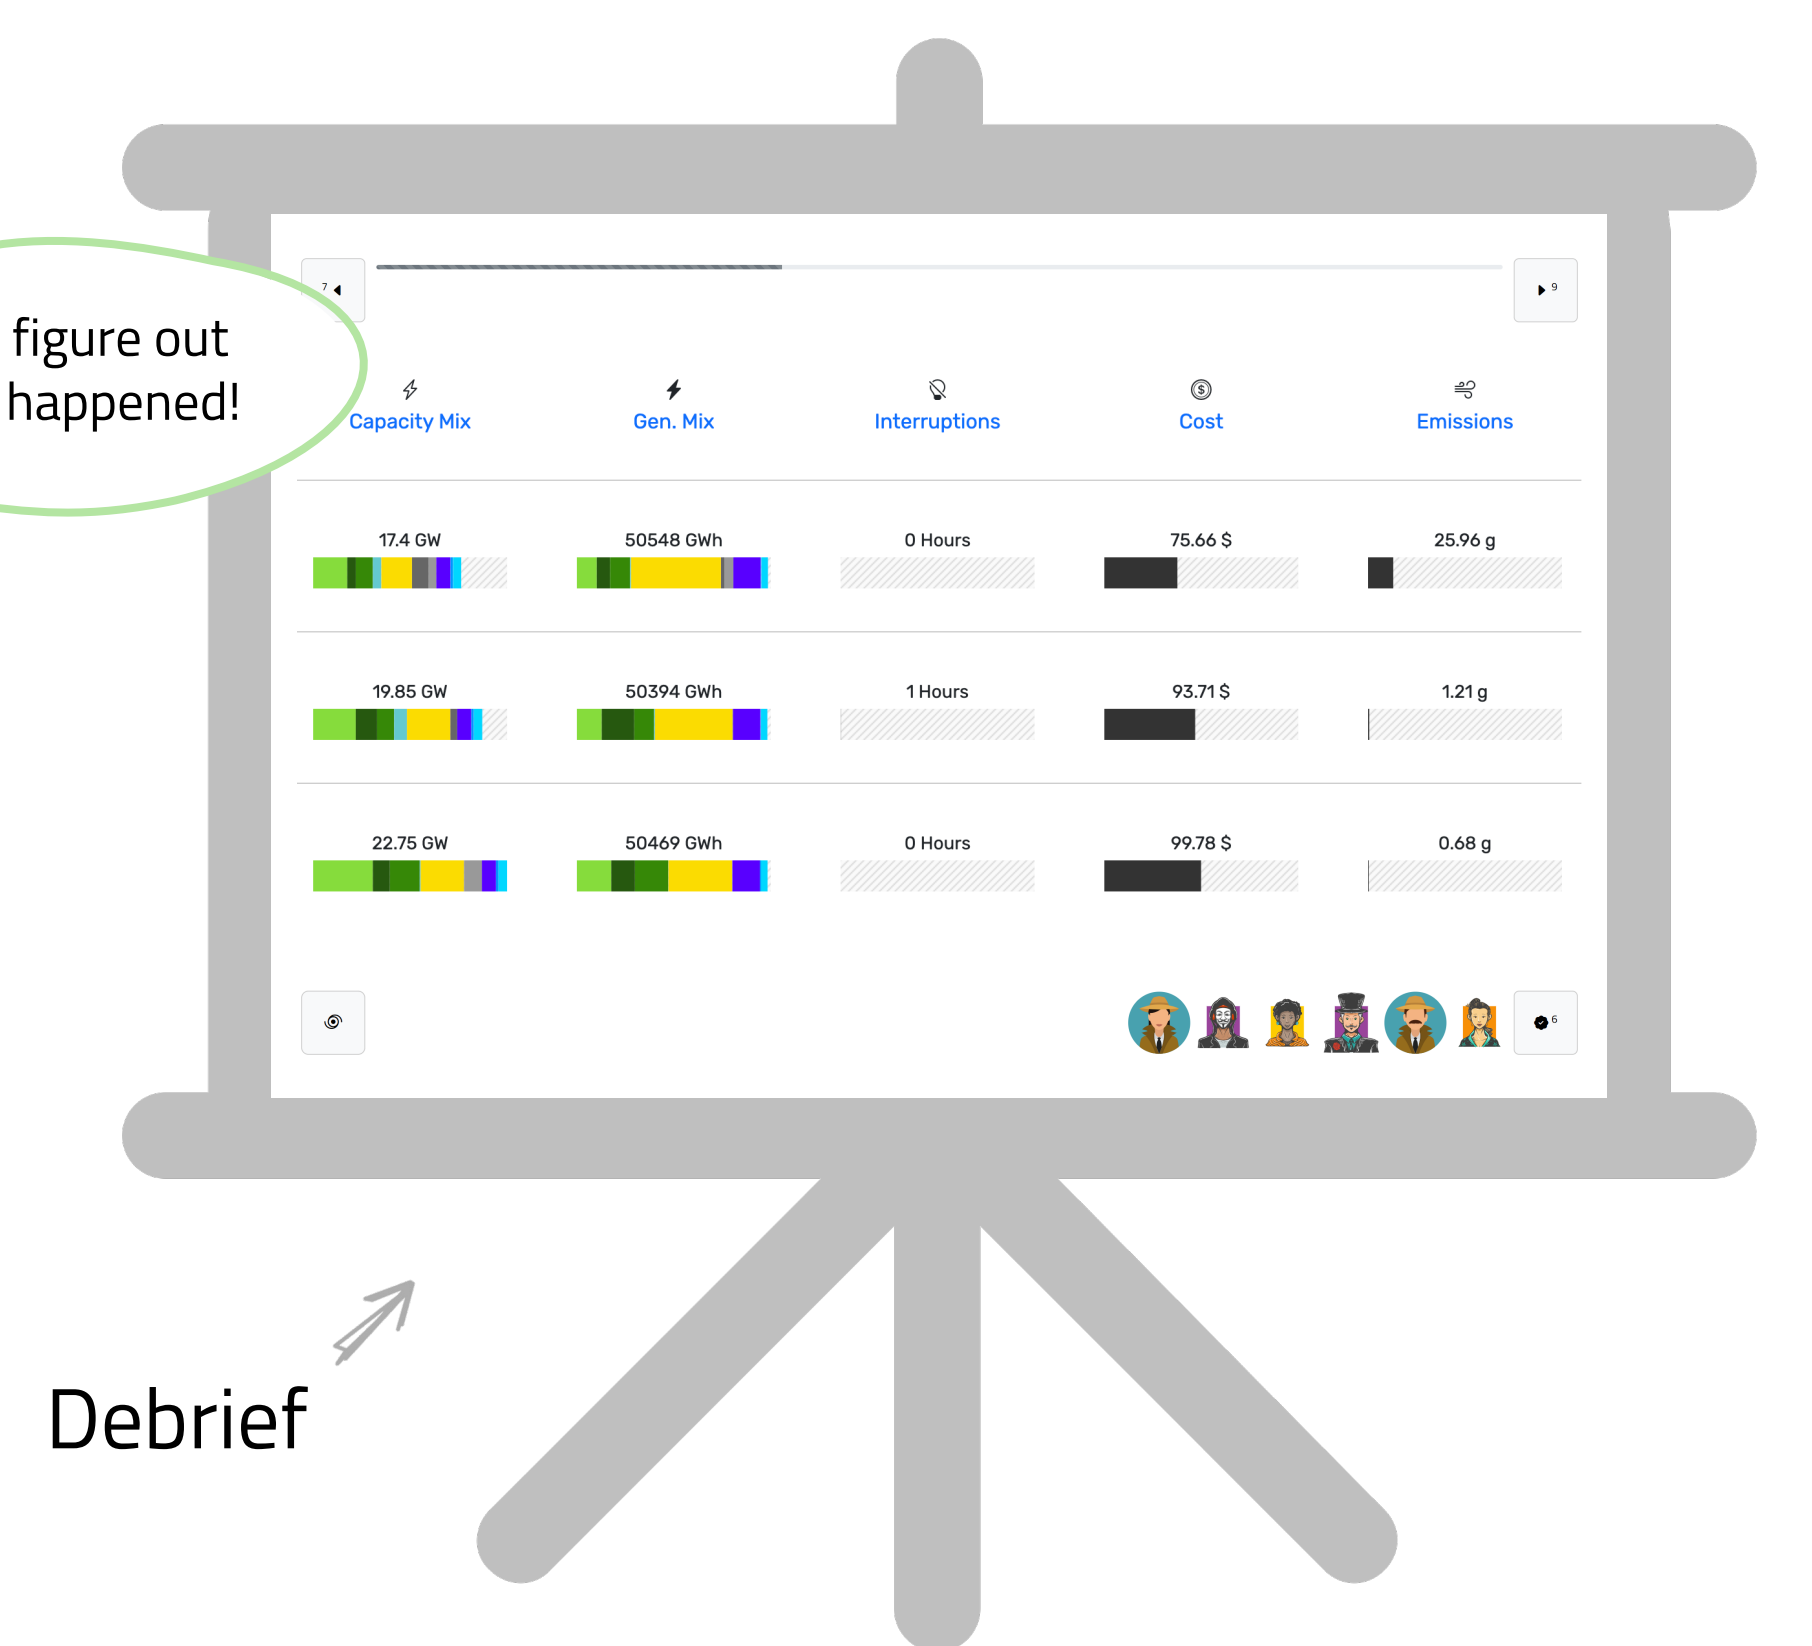 7
9
figure out
happened!
Capacity Mix
Gen. Mix
Interruptions
Cost
Emissions
17.4 GW
50548 GWh
0 Hours
75.66 $
25.96 g
19.85 GW
50394 GWh
1 Hours
93.71 $
1.21 g
22.75 GW
50469 GWh
0 Hours
99.78 $
0.68 g
6
Debrief